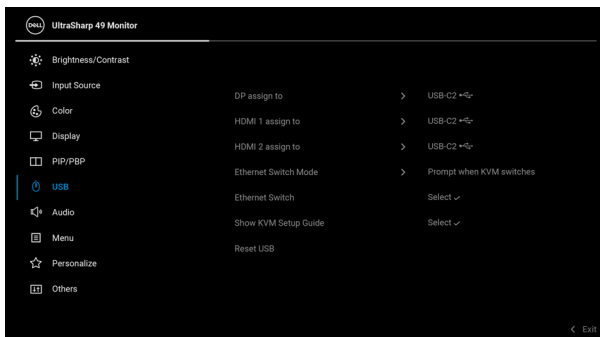 DELL UltraSharp 49 Monitor
Brightness/Contrast
Input Source
Color
Display
PIP/PBP
USB
Audio
Menu
Personalize
Others
DP assign to > USB-C2
HDMI 1 assign to > USB-C2
HDMI 2 assign to > USB-C2
Ethernet Switch Mode > Prompt when KVM switches
Ethernet Switch Select ✓
Show KVM Setup Guide Select ✓
Reset USB
< Exit